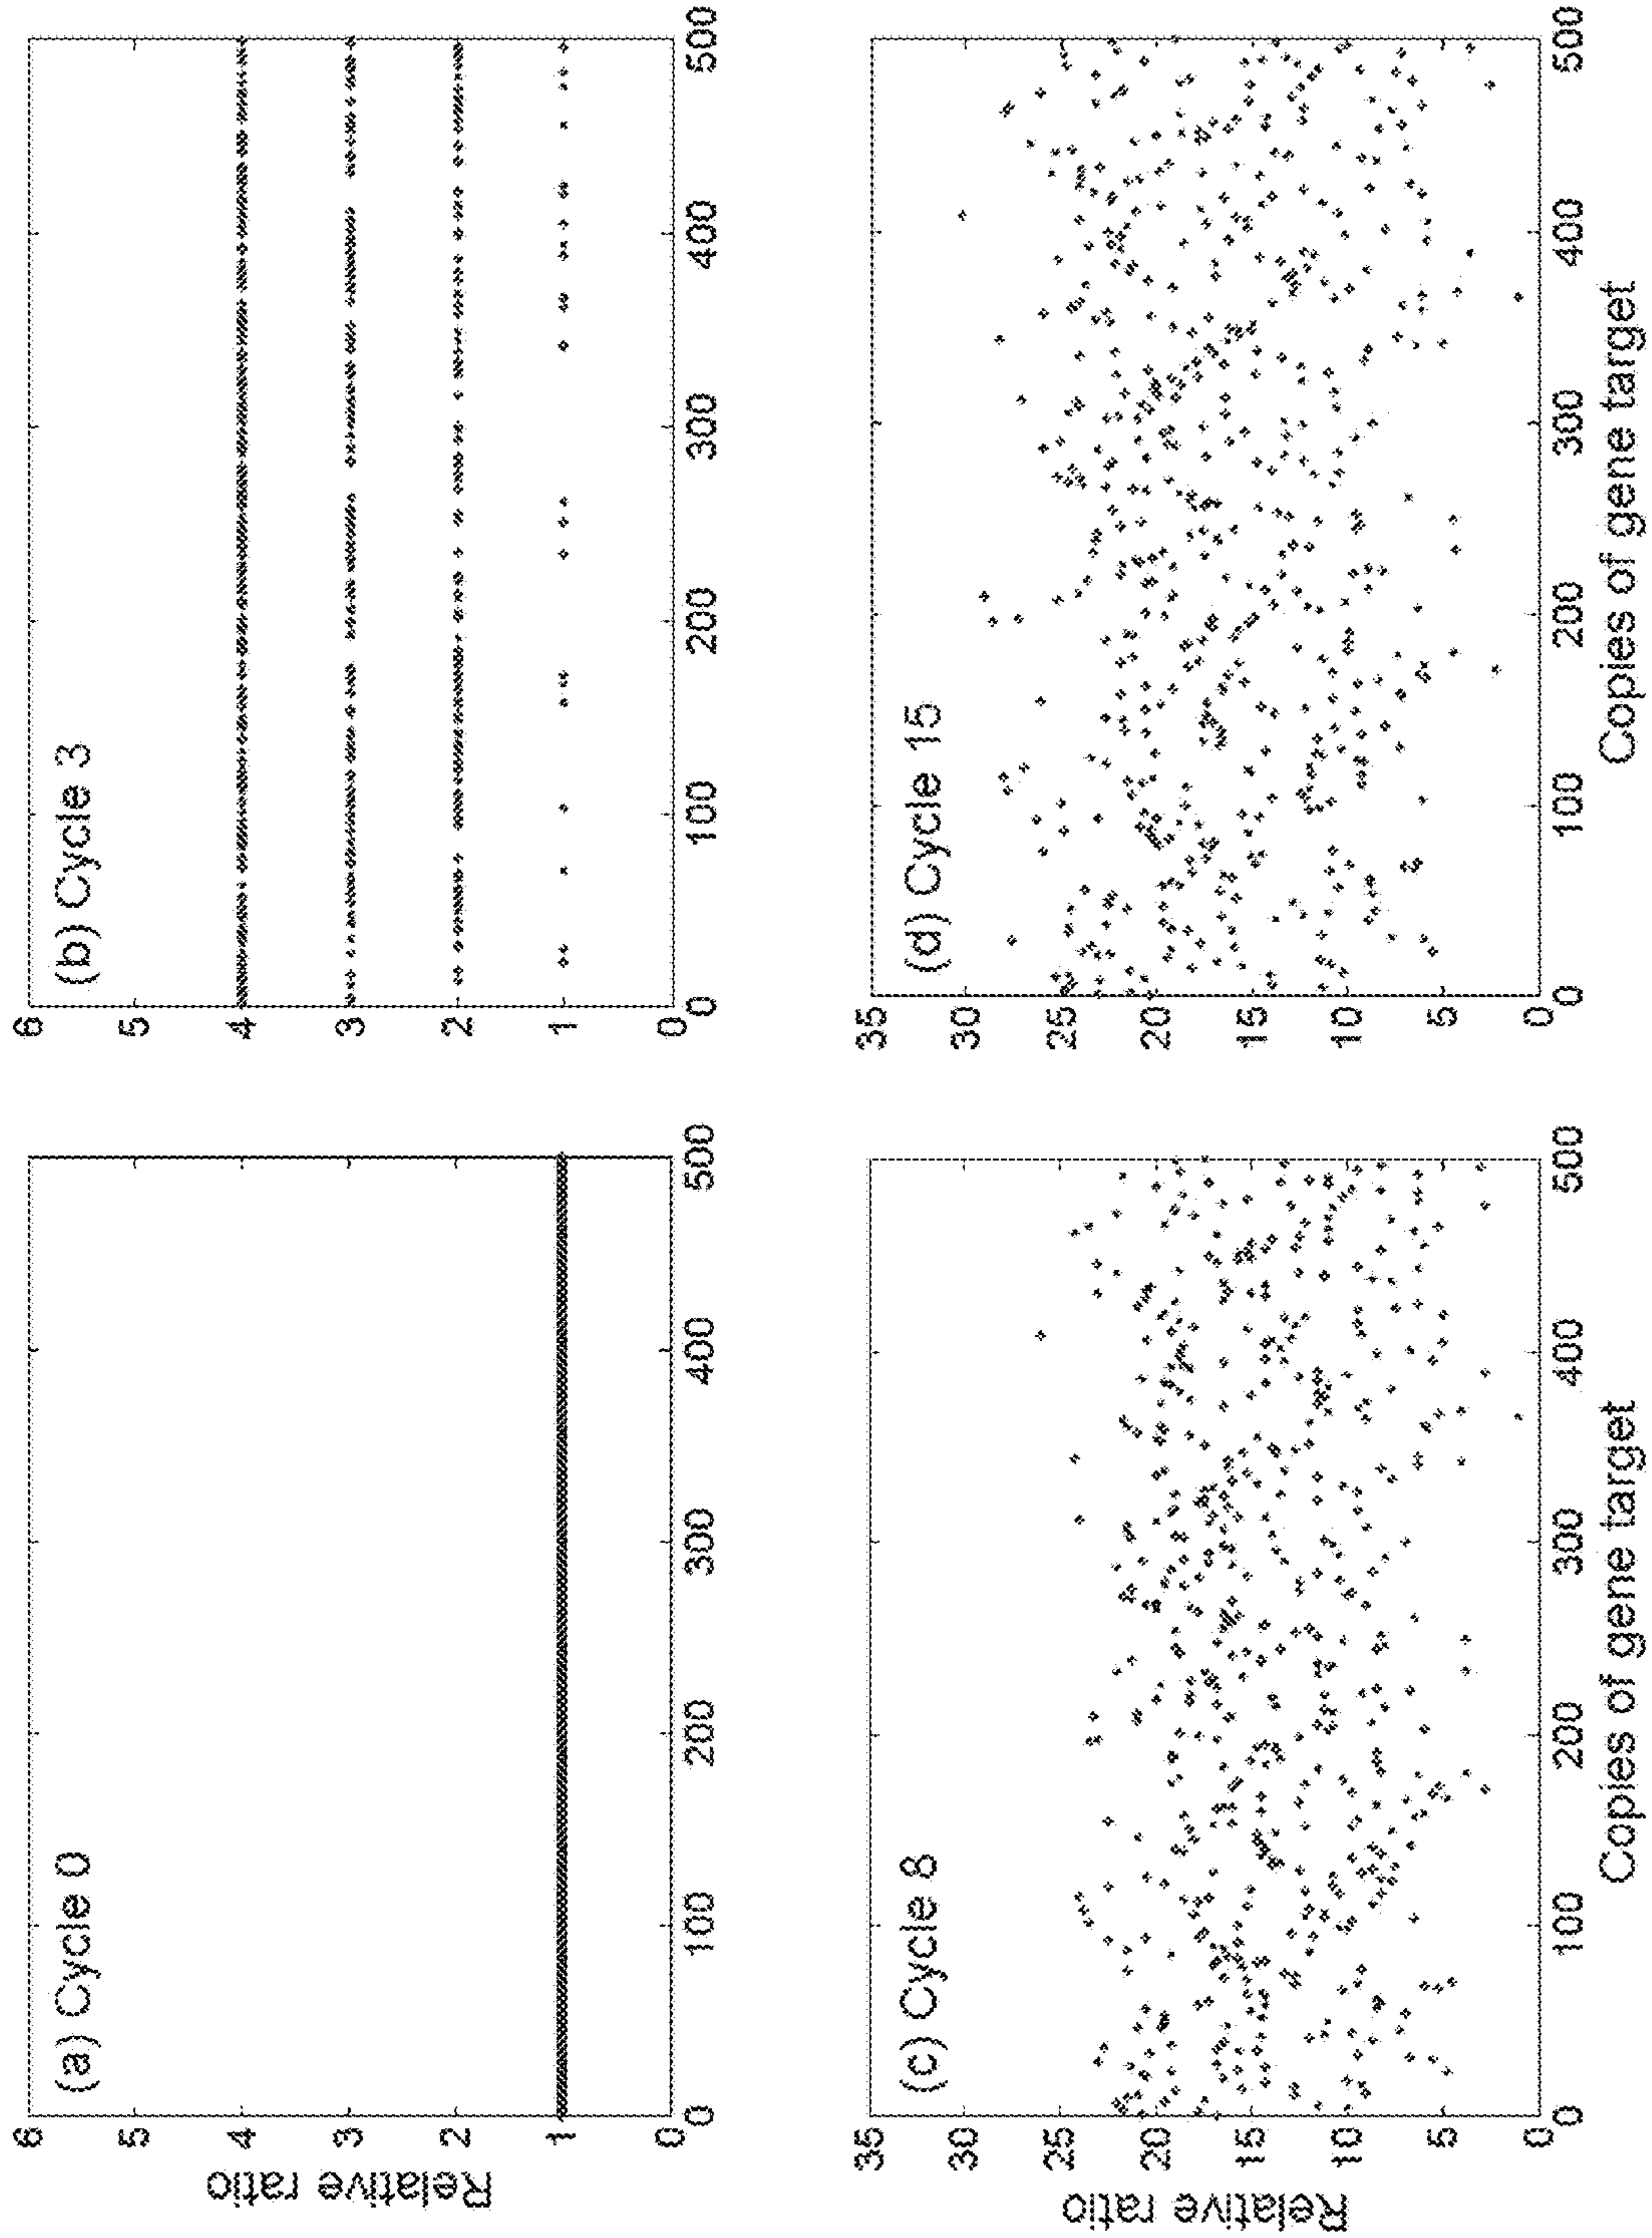 (a) Cycle 0
6
5
4
3
2
1
0
Relative ratio
0 100 200 300 400 500
(b) Cycle 3
6
5
4
3
2
1
0
0 100 200 300 400 500
(c) Cycle 8
35
30
25
20
15
10
5
0
Relative ratio
0 100 200 300 400 500
Copies of gene target
(d) Cycle 15
35
30
25
20
15
10
5
0
0 100 200 300 400 500
Copies of gene target